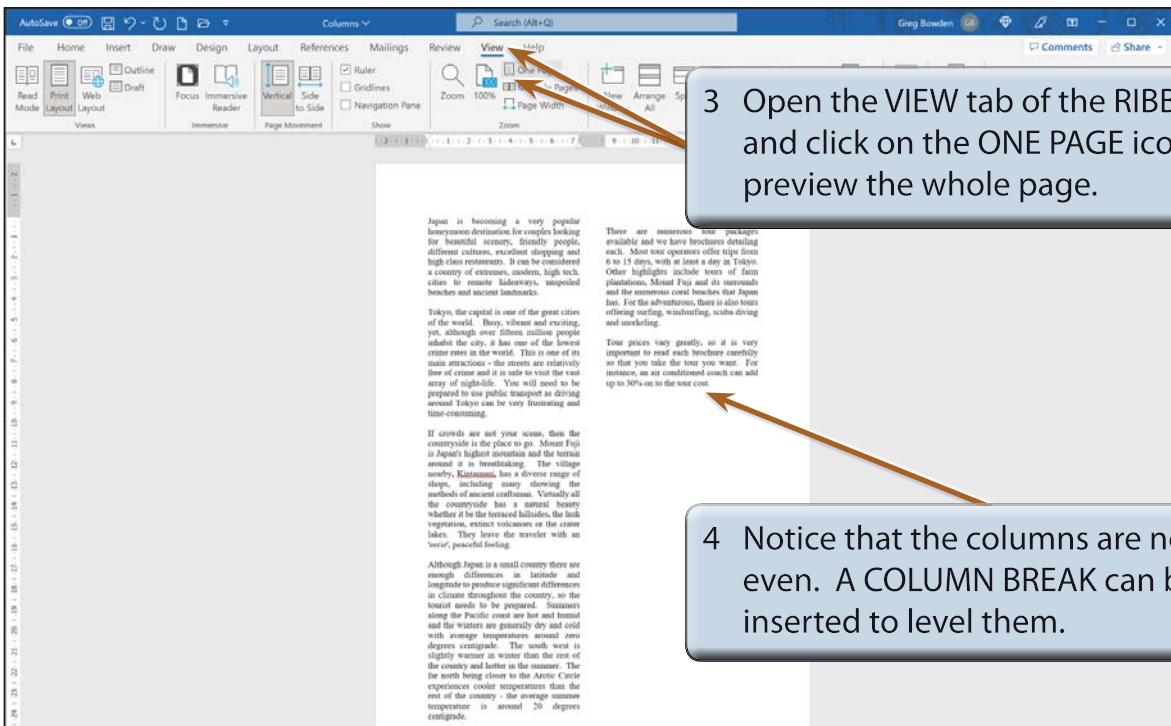 AutoSave Off Columns Search (Alt+Q) Greg Bowden GB
File Home Insert Draw Design Layout References Mailings Review View Help Comments Share
Read Mode Print Layout Web Layout Outline Draft Focus Immersive Reader Vertical Side to Side Ruler Gridlines Navigation Pane Zoom 100% One Page Page Width New Arrange All
Views Immersive Page Movement Show Zoom
3 Open the VIEW tab of the RIBB
and click on the ONE PAGE ico
preview the whole page.
Japan is becoming a very popular
honeymoon destination for couples looking
for beautiful scenery, friendly people,
different cultures, excellent shopping and
high class restaurants. It can be considered
a country of extremes, modern, high tech.
cities to remote hideaways, unspoiled
beaches and ancient landmarks.
Tokyo, the capital is one of the great cities
of the world. Busy, vibrant and exciting,
yet, although over fifteen million people
inhabit the city, it has one of the lowest
crime rates in the world. This is one of its
main attractions - the streets are relatively
free of crime and it is safe to visit the vast
array of night-life. You will need to be
prepared to use public transport as driving
around Tokyo can be very frustrating and
time-consuming.
If crowds are not your scene, then the
countryside is the place to go. Mount Fuji
is Japan's highest mountain and the terrain
around it is breathtaking. The village
nearby, Kintamani, has a diverse range of
shops, including many showing the
methods of ancient craftsman. Virtually all
the countryside has a natural beauty
whether it be the terraced hillsides, the lush
vegetation, extinct volcanoes or the crater
lakes. They leave the traveler with an
'eerie', peaceful feeling.
Although Japan is a small country there are
enough differences in latitude and
longitude to produce significant differences
in climate throughout the country, so the
tourist needs to be prepared. Summers
along the Pacific coast are hot and humid
and the winters are generally dry and cold
with average temperatures around zero
degrees centigrade. The south west is
slightly warmer in winter than the rest of
the country and hotter in the summer. The
far north being closer to the Arctic Circle
experiences cooler temperatures than the
rest of the country - the average summer
temperature is around 20 degrees
centigrade.
There are numerous tour packages
available and we have brochures detailing
each. Most tour operators offer trips from
6 to 15 days, with at least a day in Tokyo.
Other highlights include tours of farm
plantations, Mount Fuji and its surrounds
and the numerous coral beaches that Japan
has. For the adventurous, there is also tours
offering surfing, windsurfing, scuba diving
and snorkeling.
Tour prices vary greatly, so it is very
important to read each brochure carefully
so that you take the tour you want. For
instance, an air conditioned coach can add
up to 30% on to the tour cost.
4 Notice that the columns are no
even. A COLUMN BREAK can b
inserted to level them.